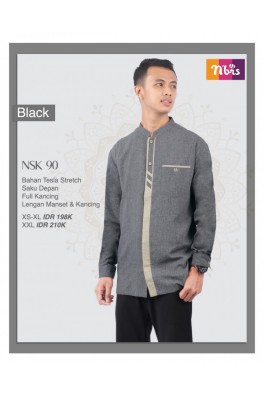 Nbrs
Black
NSK 90
Bahan Tesla Stretch
Saku Depan
Full Kancing
Lengan Manset & Kancing
XS-XL IDR 198K
XXL IDR 210K